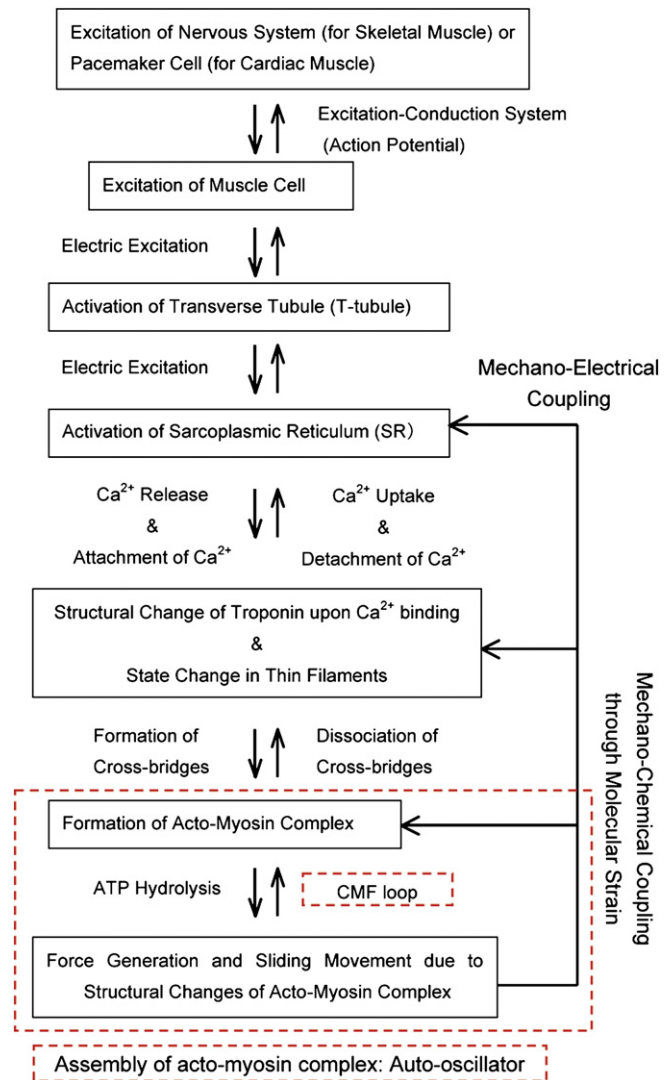 Excitation of Nervous System (for Skeletal Muscle) or
Pacemaker Cell (for Cardiac Muscle)
Excitation-Conduction System
(Action Potential)
Excitation of Muscle Cell
Electric Excitation
Activation of Transverse Tubule (T-tubule)
Electric Excitation
Mechano-Electrical
Coupling
Activation of Sarcoplasmic Reticulum (SR)
Ca²⁺ Release
&
Attachment of Ca²⁺
Ca²⁺ Uptake
&
Detachment of Ca²⁺
Structural Change of Troponin upon Ca²⁺ binding
&
State Change in Thin Filaments
Mechano-Chemical Coupling
through Molecular Strain
Formation of
Cross-bridges
Dissociation of
Cross-bridges
Formation of Acto-Myosin Complex
ATP Hydrolysis
CMF loop
Force Generation and Sliding Movement due to
Structural Changes of Acto-Myosin Complex
Assembly of acto-myosin complex: Auto-oscillator